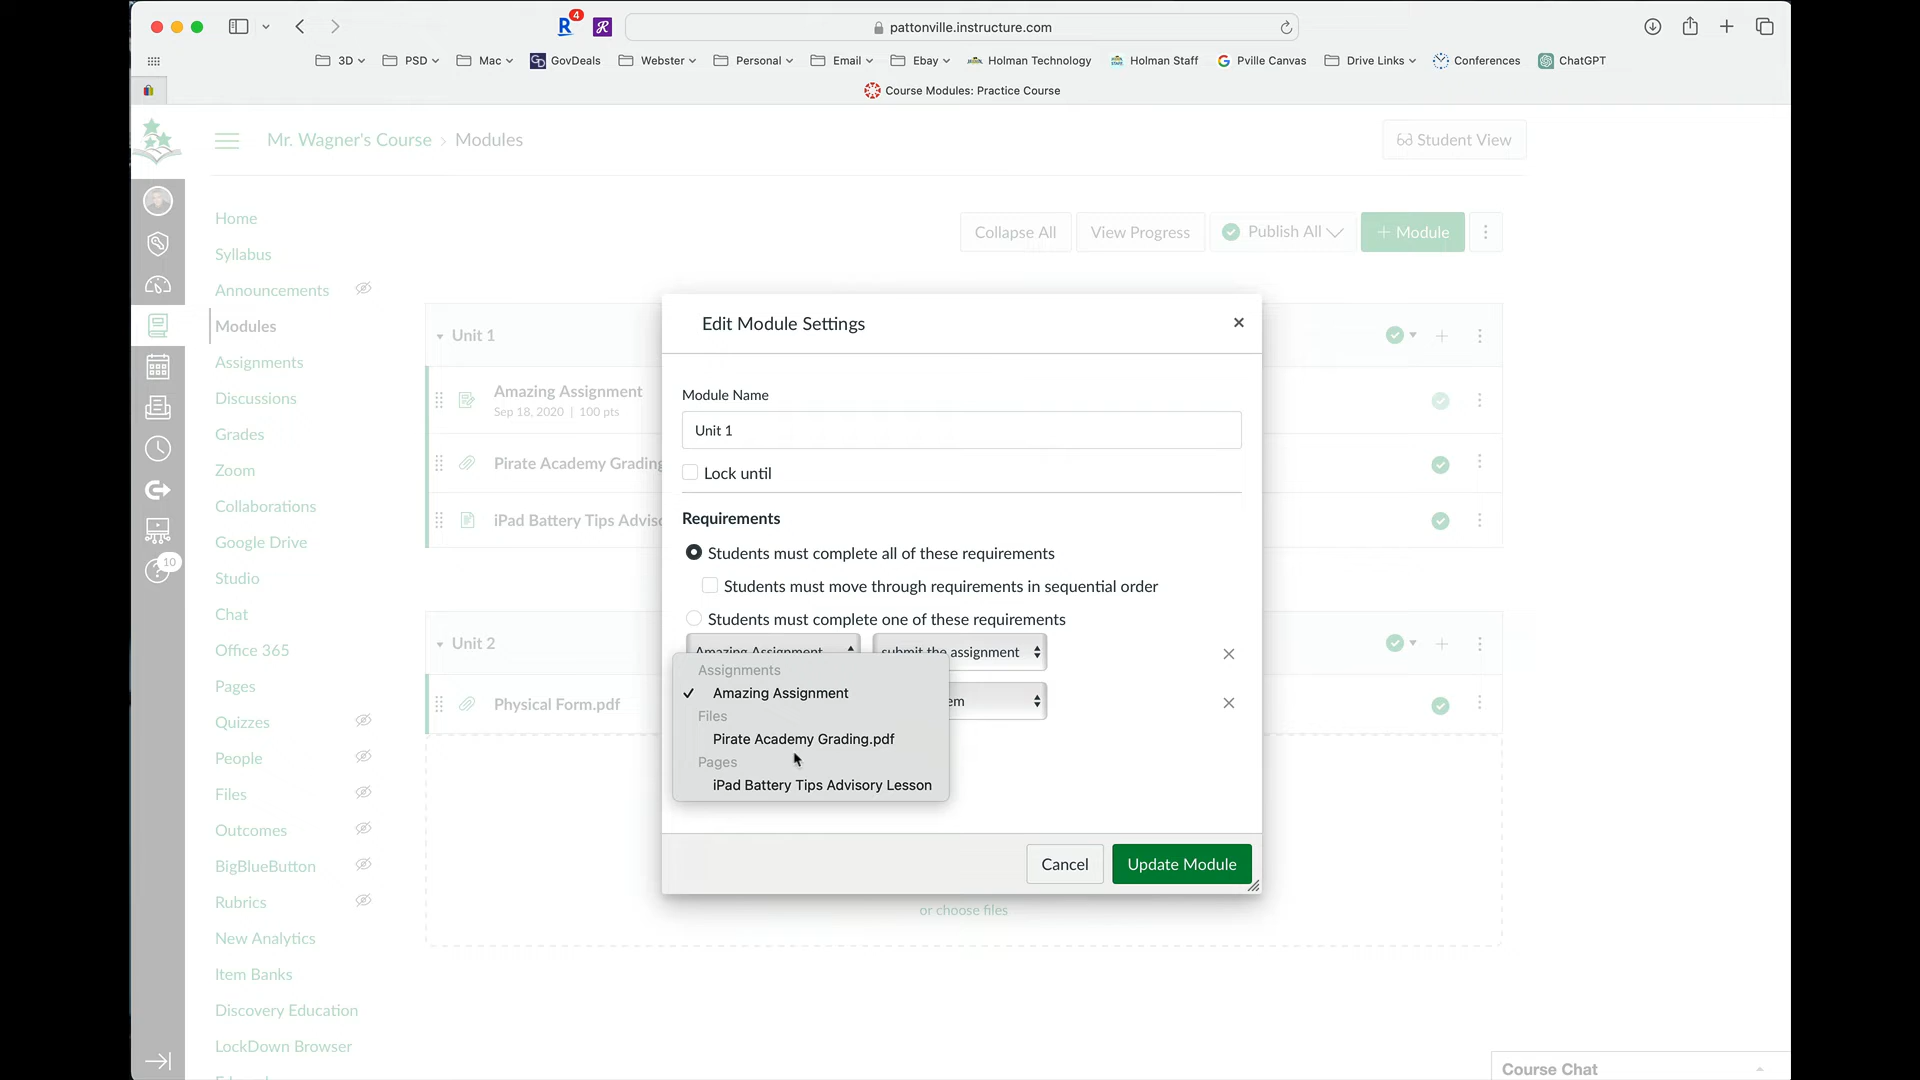 4
pattonville.instructure.com
3D
PSD
Mac
GovDeals
Webster
Personal
Email
Ebay
Holman Technology
Holman Staff
Pville Canvas
Drive Links
Conferences
ChatGPT
Course Modules: Practice Course
Mr. Wagner's Course › Modules
Student View
Home
Syllabus
Announcements
Modules
Assignments
Discussions
Grades
Zoom
Collaborations
Google Drive
Studio
Chat
Office 365
Pages
Quizzes
People
Files
Outcomes
BigBlueButton
Rubrics
New Analytics
Item Banks
Discovery Education
LockDown Browser
10
Collapse All
View Progress
Publish All
+ Module
Unit 1
Amazing Assignment
Sep 18, 2020 | 100 pts
Pirate Academy Grading
iPad Battery Tips
Unit 2
Physical Form.pdf
or choose files
Edit Module Settings
Module Name
Unit 1
Lock until
Requirements
Students must complete all of these requirements
Students must move through requirements in sequential order
Students must complete one of these requirements
Amazing Assignment
submit the assignment
Assignments
✓ Amazing Assignment
Files
Pirate Academy Grading.pdf
Pages
iPad Battery Tips Advisory Lesson
Cancel
Update Module
Course Chat